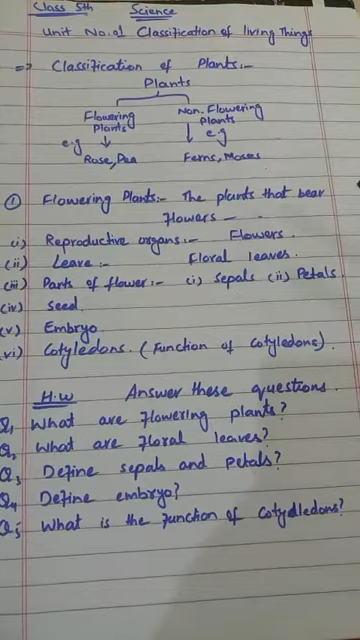 Class 5th Science
Unit No.01 Classification of living Things
=> Classification of Plants:-
Plants
Flowering Plants
Non.Flowering Plants
e.g
e.g
Rose, Pea
Ferns, Moses
① Flowering Plants:- The plants that bear
flowers -
(i) Reproductive organs:- Flowers.
(ii) Leave:- Floral leaves.
(iii) Parts of flower:- (i) Sepals (ii) Petals.
(iv) Seed.
(v) Embryo
(vi) Cotyledons. (Function of Cotyledons).
H.W Answer these questions.
Q1 What are flowering plants?
Q2 What are floral leaves?
Q3 Define sepals and petals?
Q4 Define embryo?
Q5 What is the function of Cotydledons?